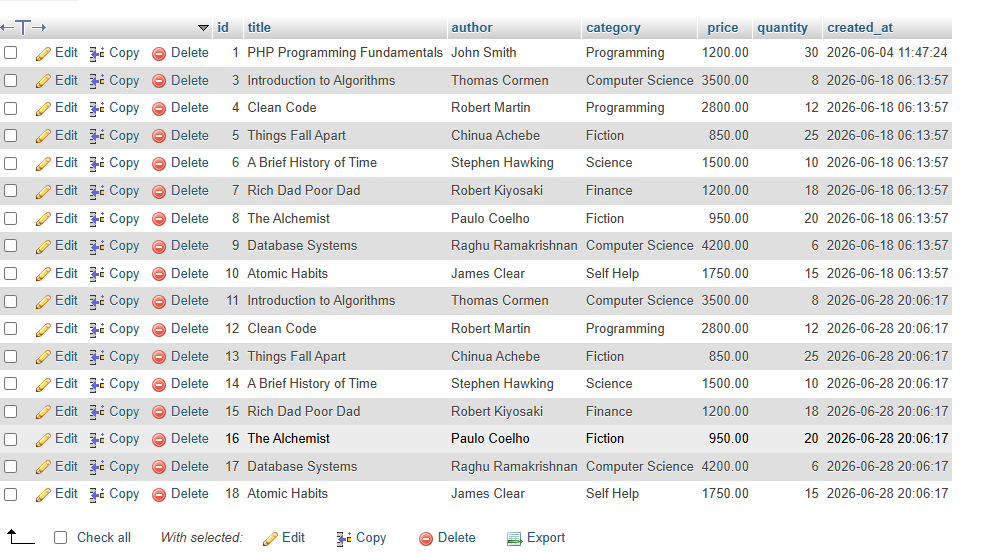 id title author category price quantity created_at
Edit Copy Delete 1 PHP Programming Fundamentals John Smith Programming 1200.00 30 2026-06-04 11:47:24
Edit Copy Delete 3 Introduction to Algorithms Thomas Cormen Computer Science 3500.00 8 2026-06-18 06:13:57
Edit Copy Delete 4 Clean Code Robert Martin Programming 2800.00 12 2026-06-18 06:13:57
Edit Copy Delete 5 Things Fall Apart Chinua Achebe Fiction 850.00 25 2026-06-18 06:13:57
Edit Copy Delete 6 A Brief History of Time Stephen Hawking Science 1500.00 10 2026-06-18 06:13:57
Edit Copy Delete 7 Rich Dad Poor Dad Robert Kiyosaki Finance 1200.00 18 2026-06-18 06:13:57
Edit Copy Delete 8 The Alchemist Paulo Coelho Fiction 950.00 20 2026-06-18 06:13:57
Edit Copy Delete 9 Database Systems Raghu Ramakrishnan Computer Science 4200.00 6 2026-06-18 06:13:57
Edit Copy Delete 10 Atomic Habits James Clear Self Help 1750.00 15 2026-06-18 06:13:57
Edit Copy Delete 11 Introduction to Algorithms Thomas Cormen Computer Science 3500.00 8 2026-06-28 20:06:17
Edit Copy Delete 12 Clean Code Robert Martin Programming 2800.00 12 2026-06-28 20:06:17
Edit Copy Delete 13 Things Fall Apart Chinua Achebe Fiction 850.00 25 2026-06-28 20:06:17
Edit Copy Delete 14 A Brief History of Time Stephen Hawking Science 1500.00 10 2026-06-28 20:06:17
Edit Copy Delete 15 Rich Dad Poor Dad Robert Kiyosaki Finance 1200.00 18 2026-06-28 20:06:17
Edit Copy Delete 16 The Alchemist Paulo Coelho Fiction 950.00 20 2026-06-28 20:06:17
Edit Copy Delete 17 Database Systems Raghu Ramakrishnan Computer Science 4200.00 6 2026-06-28 20:06:17
Edit Copy Delete 18 Atomic Habits James Clear Self Help 1750.00 15 2026-06-28 20:06:17
Check all With selected: Edit Copy Delete Export